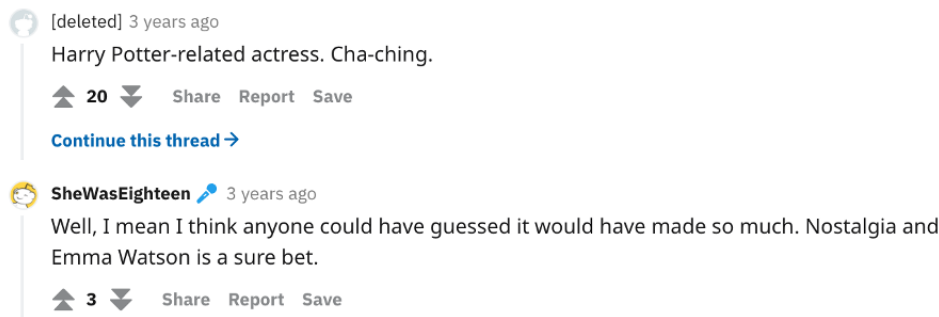 [deleted] 3 years ago
Harry Potter-related actress. Cha-ching.
20 Share Report Save
Continue this thread →
SheWasEighteen 3 years ago
Well, I mean I think anyone could have guessed it would have made so much. Nostalgia and
Emma Watson is a sure bet.
3 Share Report Save